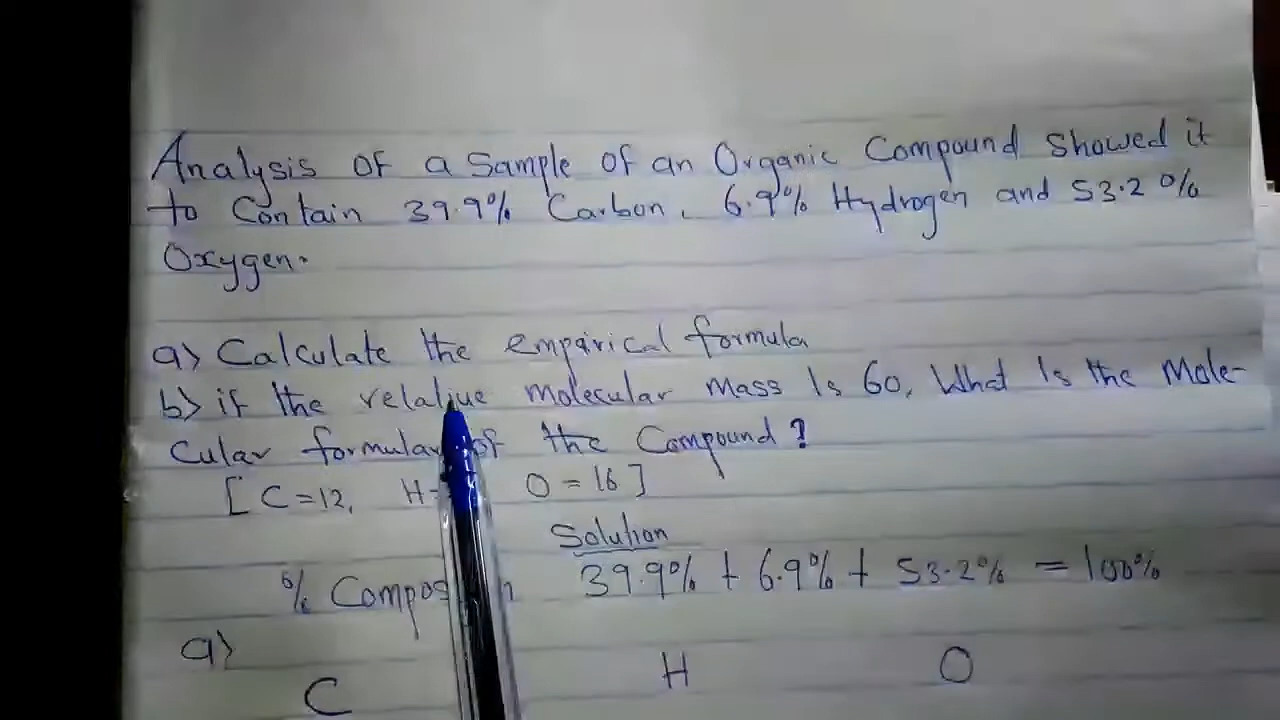 Analysis of a Sample of an Organic Compound Showed it
to Contain 39.9% Carbon, 6.9% Hydrogen and 53.2%
Oxygen.
a) Calculate the empirical formula
b) if the relative molecular mass Is 60, What Is the Mole-
cular formular of the Compound?
[C=12, H= O=16]
Solution
% 39.9% + 6.9% + 53.2% = 100%
a)
C H O